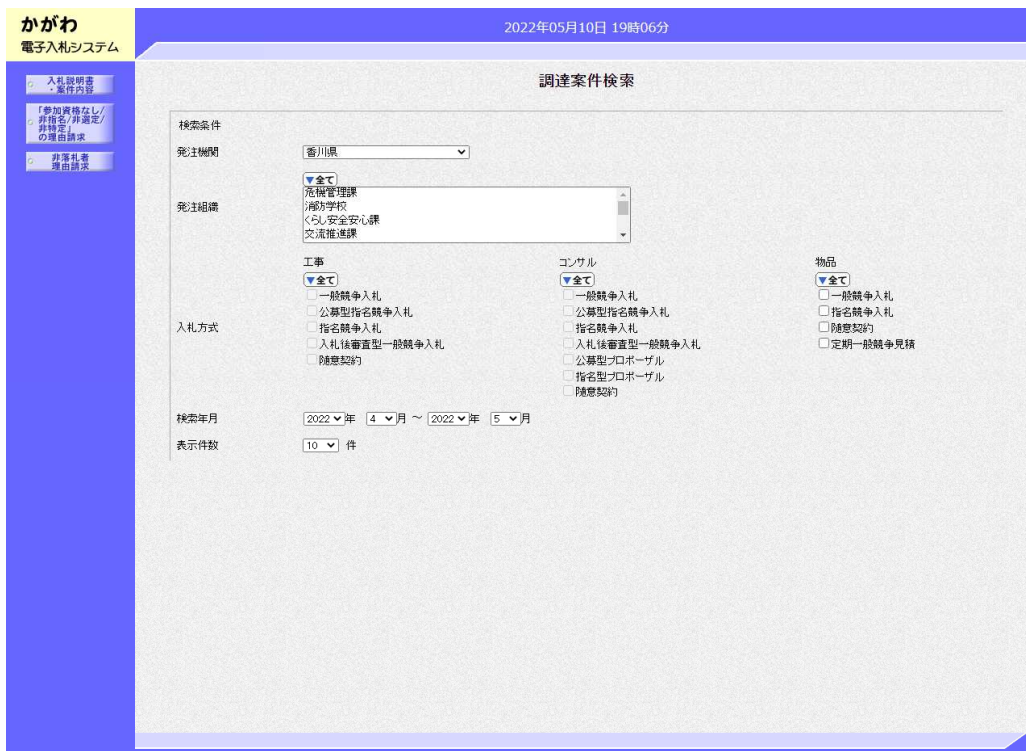 かがわ
電子入札システム
2022年05月10日 19時06分
入札説明書
・案件内容
「参加資格なし/
非指名/非選定/
非特定」
の理由請求
非落札者
理由請求
調達案件検索
検索条件
発注機関
香川県
発注組織
▼全て
危機管理課
消防学校
くらし安全安心課
交流推進課
入札方式
工事
▼全て
一般競争入札
公募型指名競争入札
指名競争入札
入札後審査型一般競争入札
随意契約
コンサル
▼全て
一般競争入札
公募型指名競争入札
指名競争入札
入札後審査型一般競争入札
公募型プロポーザル
指名型プロポーザル
随意契約
物品
▼全て
一般競争入札
指名競争入札
随意契約
定期一般競争見積
検索年月
2022 年 4 月 ～ 2022 年 5 月
表示件数
10 件